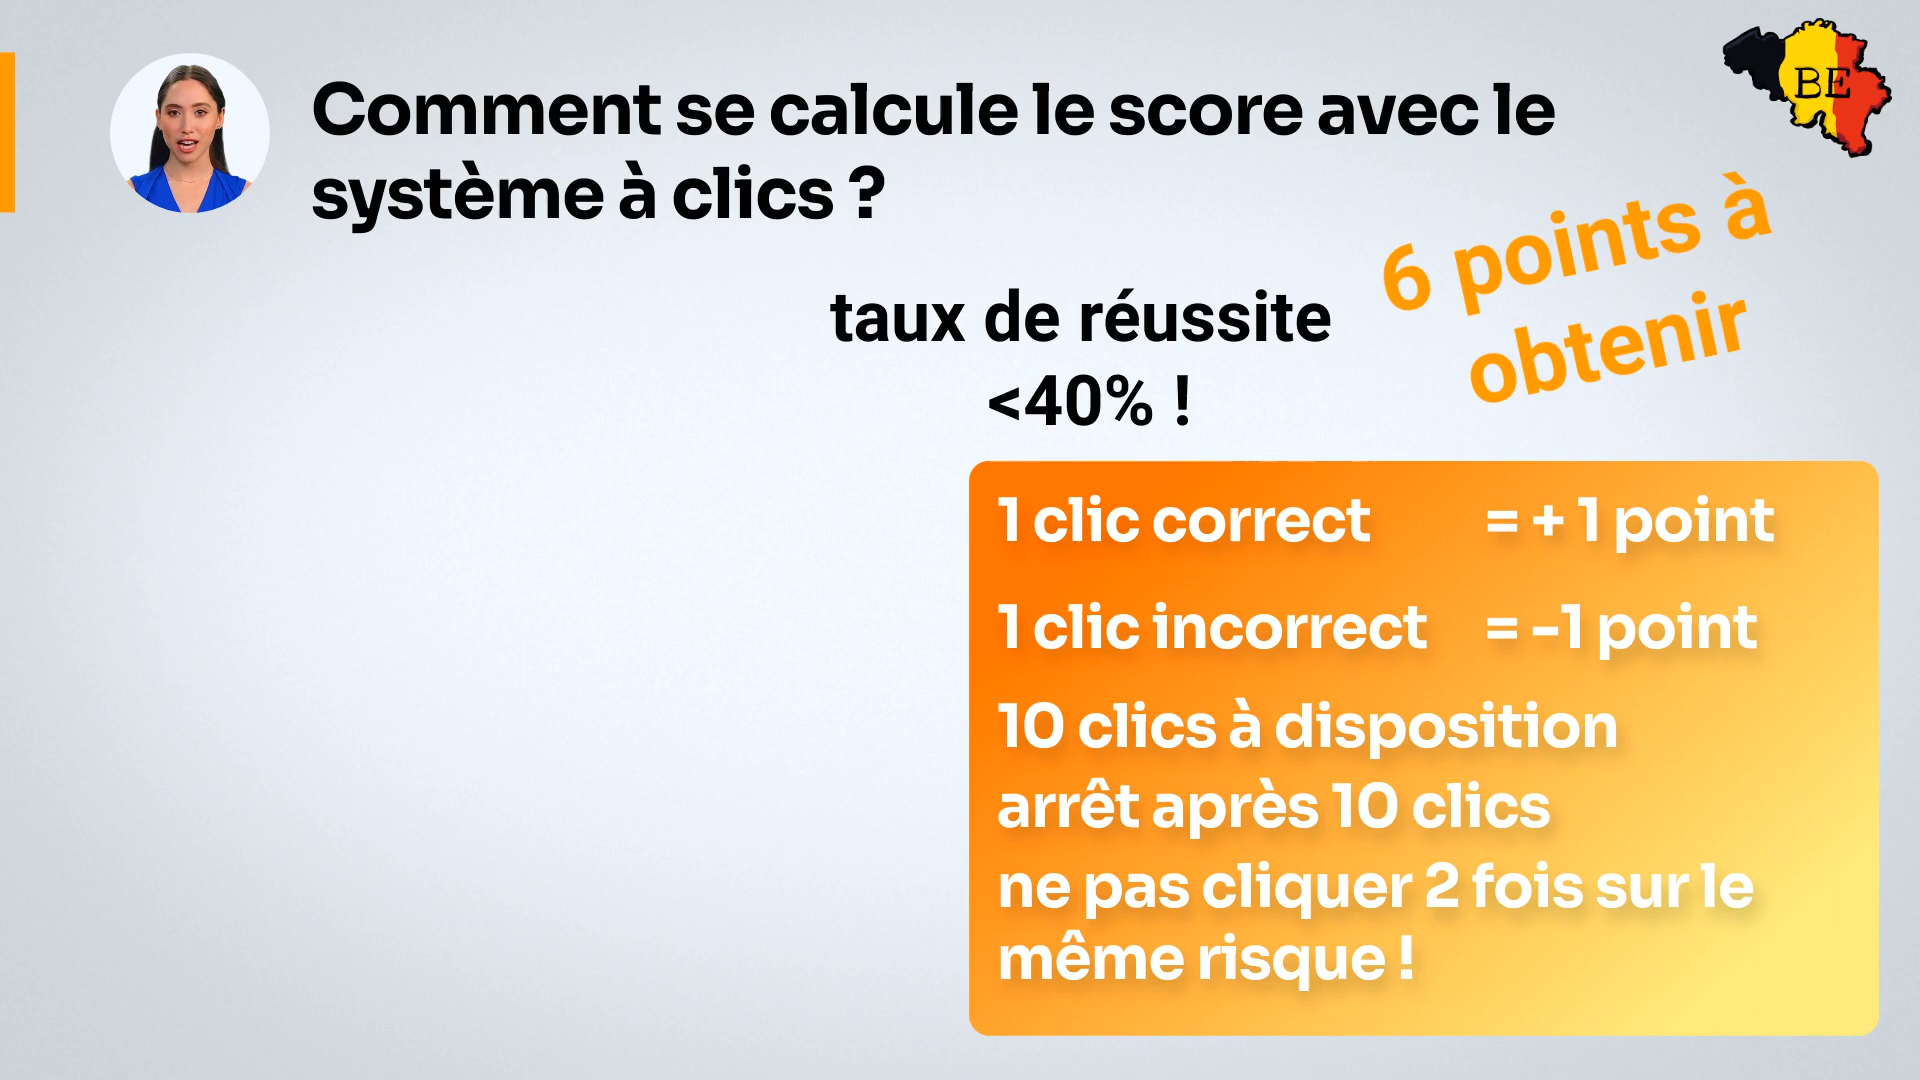 Comment se calcule le score avec le
système à clics ?
BE
6 points à
obtenir
taux de réussite
<40% !
1 clic correct = + 1 point
1 clic incorrect = -1 point
10 clics à disposition
arrêt après 10 clics
ne pas cliquer 2 fois sur le
même risque !